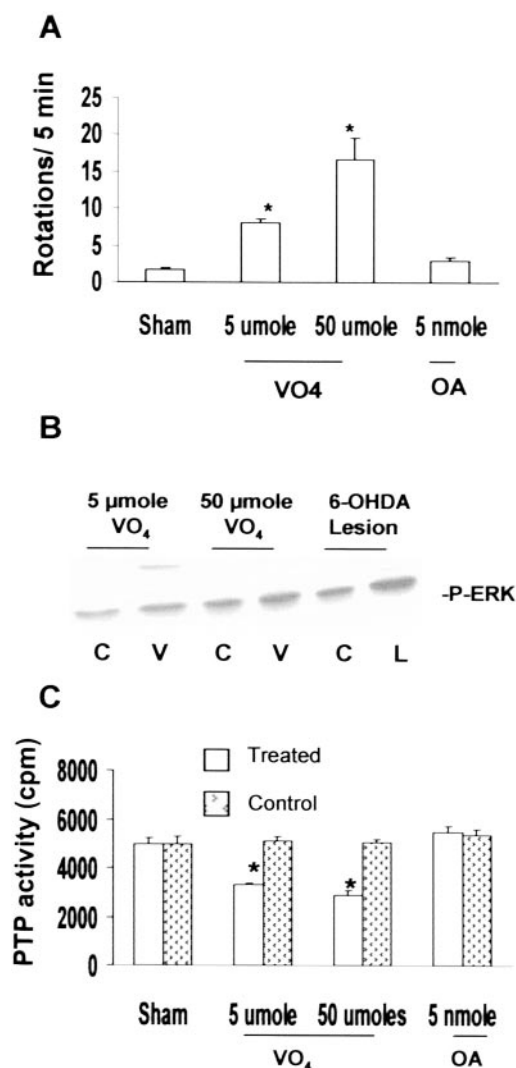 A
Rotations/ 5 min
25
20
15
10
5
0
*
*
Sham 5 umole 50 umole 5 nmole
VO4 OA
B
5 µmole 50 µmole 6-OHDA
VO₄ VO₄ Lesion
-P-ERK
C V C V C L
C
PTP activity (cpm)
8000
6000
4000
2000
0
Treated
Control
*
*
Sham 5 umole 50 umoles 5 nmole
VO₄ OA